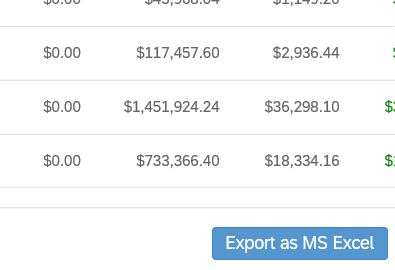 $0.00 $117,457.60 $2,936.44
$0.00 $1,451,924.24 $36,298.10
$0.00 $733,366.40 $18,334.16
Export as MS Excel